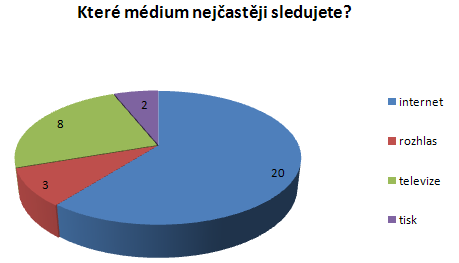 Které médium nejčastěji sledujete?
2
8
3
20
internet
rozhlas
televize
tisk